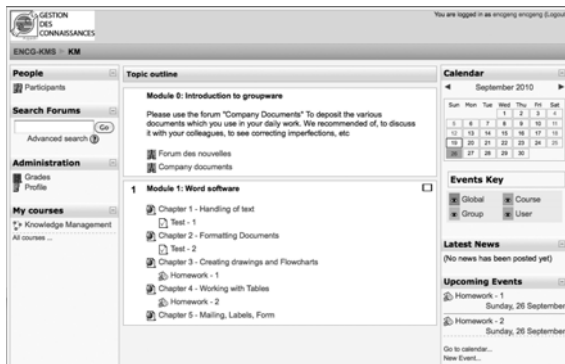 GESTION
DES
CONNAISSANCES
You are logged in as enogeng enogeng (Logout
ENCG-KMS ► KM
People
Participants
Search Forums
Go
Advanced search ?
Administration
Grades
Profile
My courses
Knowledge Management
All courses ...
Topic outline
Module 0: Introduction to groupware
Please use the forum "Company Documents" To deposit the various
documents which you use in your daily work. We recommended of, to discuss
it with your colleagues, to see correcting imperfections, etc
Forum des nouvelles
Company documents
1 Module 1: Word software
Chapter 1 - Handling of text
Test - 1
Chapter 2 - Formatting Documents
Test - 2
Chapter 3 - Creating drawings and Flowcharts
Homework - 1
Chapter 4 - Working with Tables
Homework - 2
Chapter 5 - Mailing, Labels, Form
Calendar
◄ September 2010 ►
Sun Mon Tue Wed Thu Fri Sat
1 2 3 4
5 6 7 8 9 10 11
12 13 14 15 16 17 18
19 20 21 22 23 24 25
26 27 28 29 30
Events Key
Global Course
Group User
Latest News
(No news has been posted yet)
Upcoming Events
Homework - 1
Sunday, 26 September
Homework - 2
Sunday, 26 September
Go to calendar...
New Event...